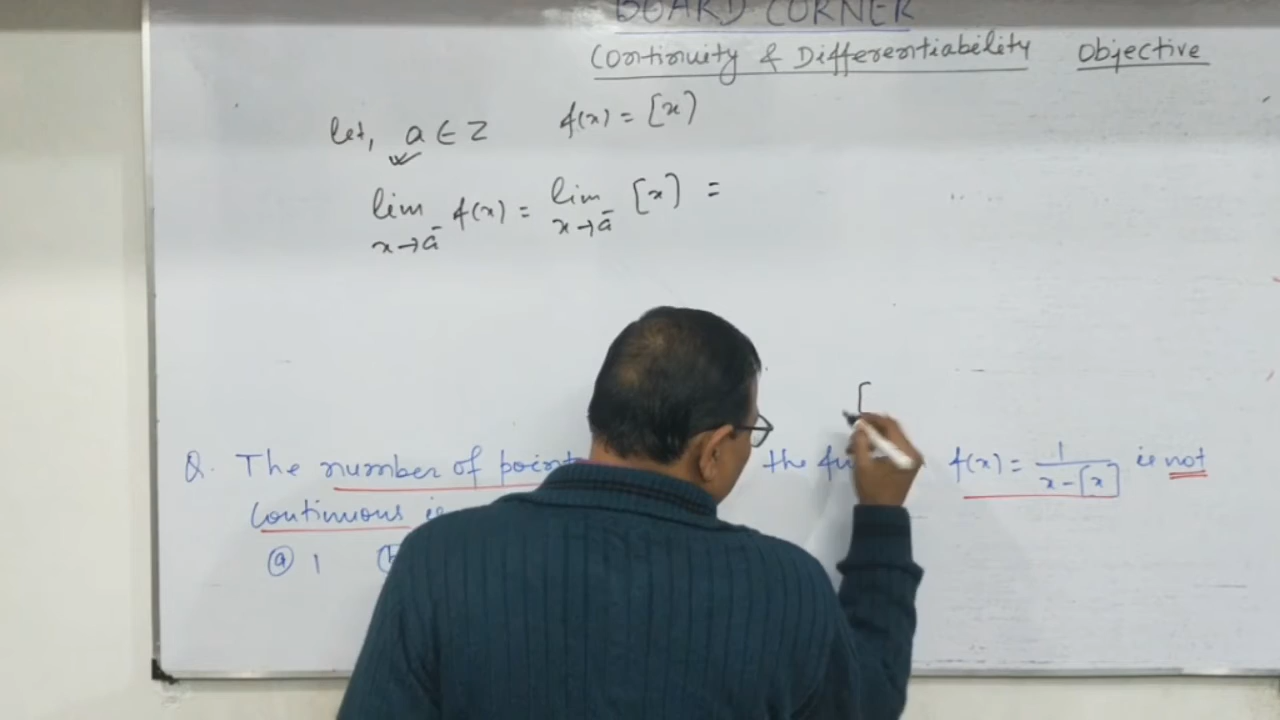 BOARD CORNER
Continuity & Differentiability Objective
let, a ∈ Z f(x) = [x]
lim x→a⁻ f(x) = lim x→a⁻ [x] =
[
Q. The number of point the fu f(x) = 1/(x-[x]) is not
continuous is
(a) 1 (b